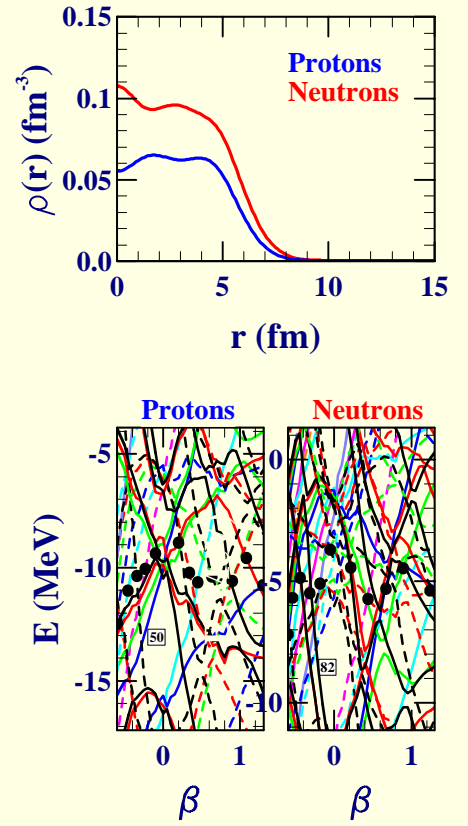 ρ(r) (fm-3)
0.15
0.1
0.05
0.0
Protons
Neutrons
0 5 10 15
r (fm)
Protons Neutrons
E (MeV)
-5
-10
-15
50
0
-5
-10
82
0 1 0 1
β β